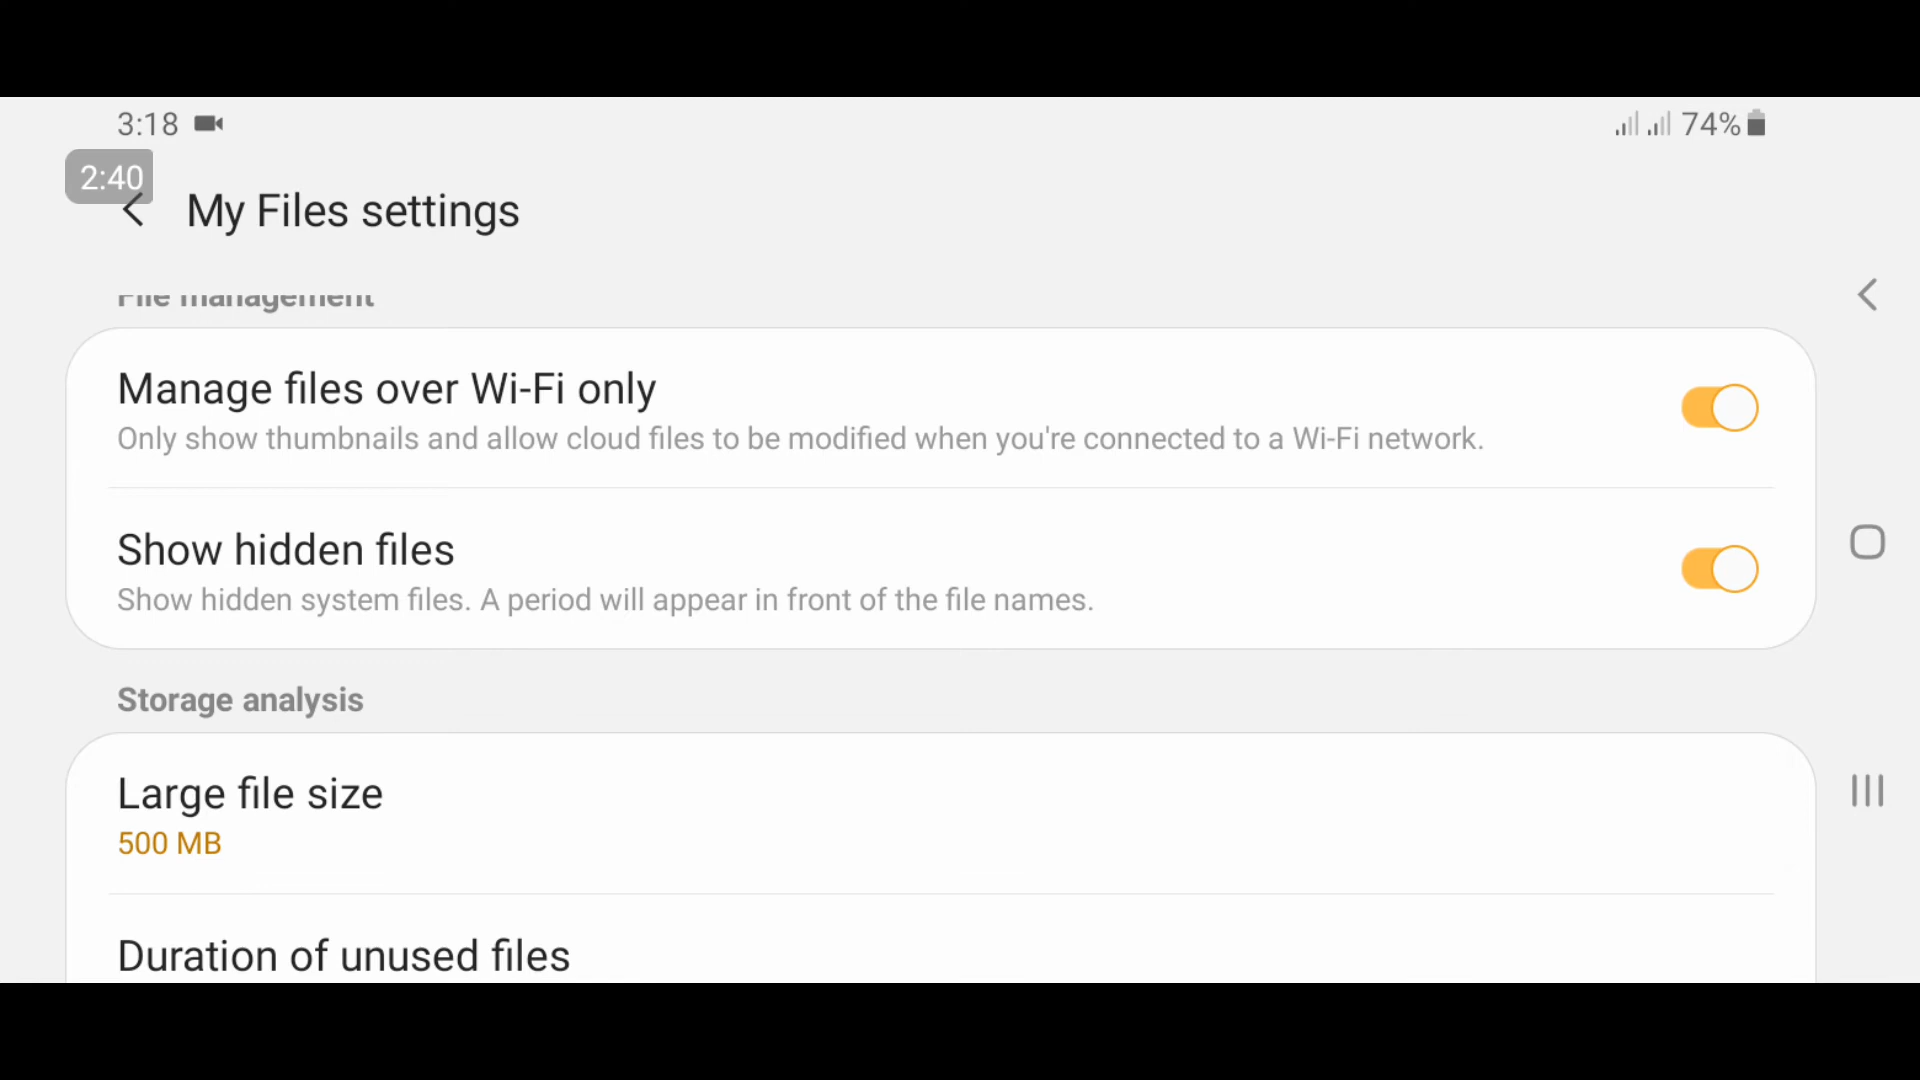 3:18
74%
2:40
My Files settings
File management
Manage files over Wi-Fi only
Only show thumbnails and allow cloud files to be modified when you're connected to a Wi-Fi network.
Show hidden files
Show hidden system files. A period will appear in front of the file names.
Storage analysis
Large file size
500 MB
Duration of unused files